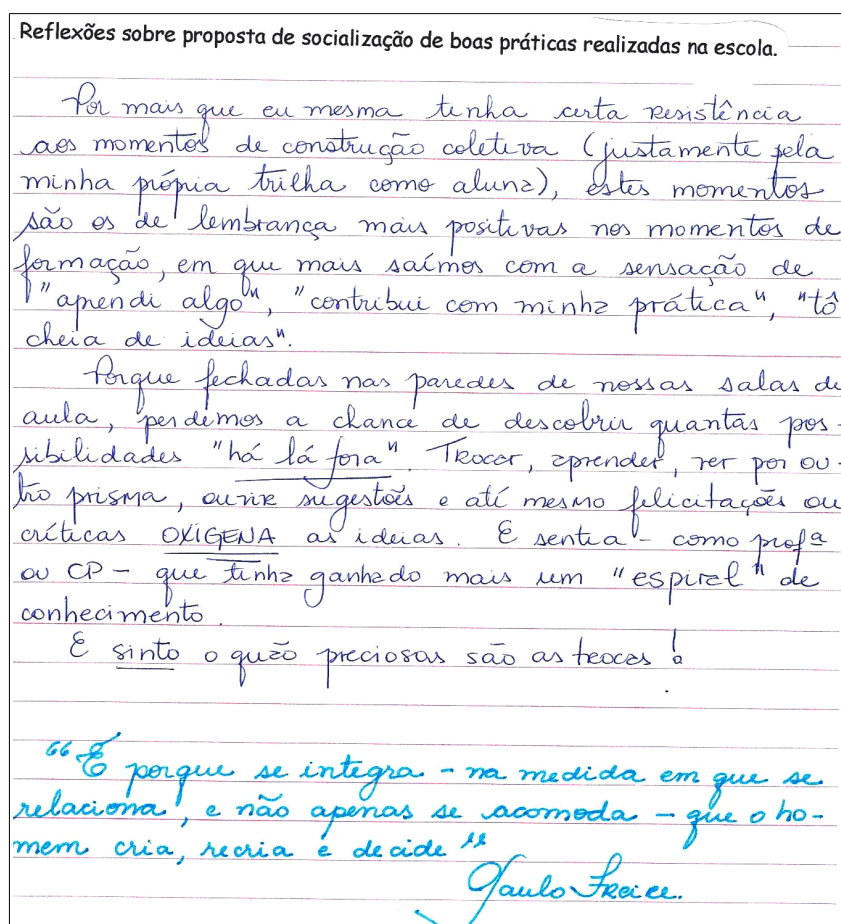 Reflexões sobre proposta de socialização de boas práticas realizadas na escola.
Por mais que eu mesma tenha certa resistência
aos momentos de construção coletiva (justamente pela
minha própria trilha como aluna), estes momentos
são os de lembrança mais positivas nos momentos de
formação, em que mais saímos com a sensação de
"aprendi algo", "contribui com minha prática", "tô
cheia de ideias".
Porque fechadas nas paredes de nossas salas de
aula, perdemos a chance de descobrir quantas pos-
sibilidades "há lá fora". Trocar, aprender, ver por ou-
tro prisma, ouvir sugestões e até mesmo felicitações ou
críticas OXIGENA as ideias. E sentia - como profª
ou CP - que tinha ganhado mais um "espiral" de
conhecimento.
E sinto o quão preciosas são as trocas!
"É porque se integra - na medida em que se
relaciona, e não apenas se acomoda - que o ho-
mem cria, recria e decide"
Paulo Freire.